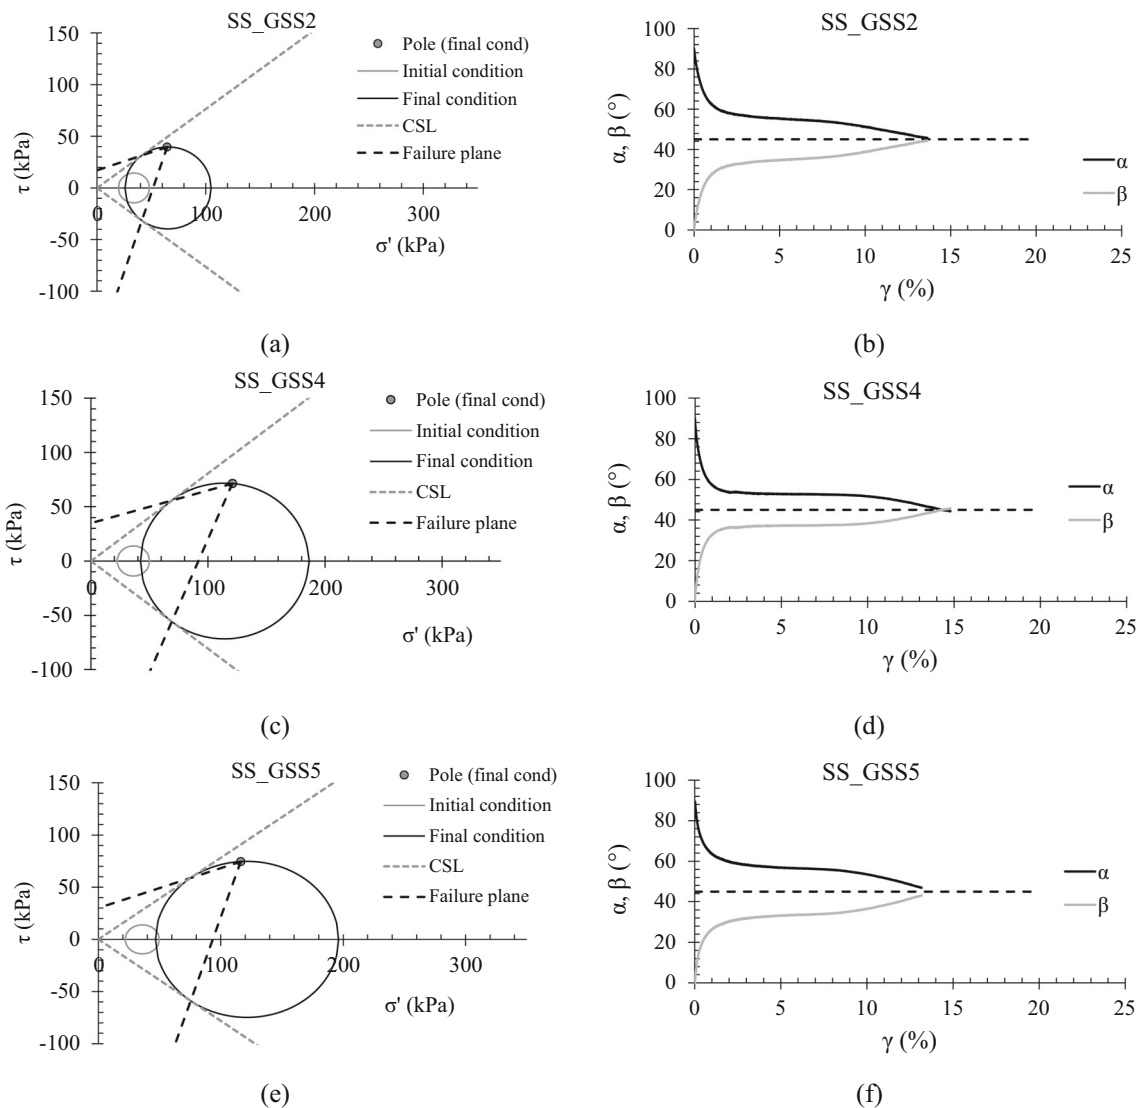 SS_GSS2
150
100
50
0
-50
-100
0
100
200
300
τ (kPa)
σ' (kPa)
Pole (final cond)
Initial condition
Final condition
CSL
Failure plane
(a)
SS_GSS2
100
80
60
40
20
0
0
5
10
15
20
25
α, β (°)
γ (%)
α
β
(b)
SS_GSS4
150
100
50
0
-50
-100
0
100
200
300
τ (kPa)
σ' (kPa)
Pole (final cond)
Initial condition
Final condition
CSL
Failure plane
(c)
SS_GSS4
100
80
60
40
20
0
0
5
10
15
20
25
α, β (°)
γ (%)
α
β
(d)
SS_GSS5
150
100
50
0
-50
-100
0
100
200
300
τ (kPa)
σ' (kPa)
Pole (final cond)
Initial condition
Final condition
CSL
Failure plane
(e)
SS_GSS5
100
80
60
40
20
0
0
5
10
15
20
25
α, β (°)
γ (%)
α
β
(f)